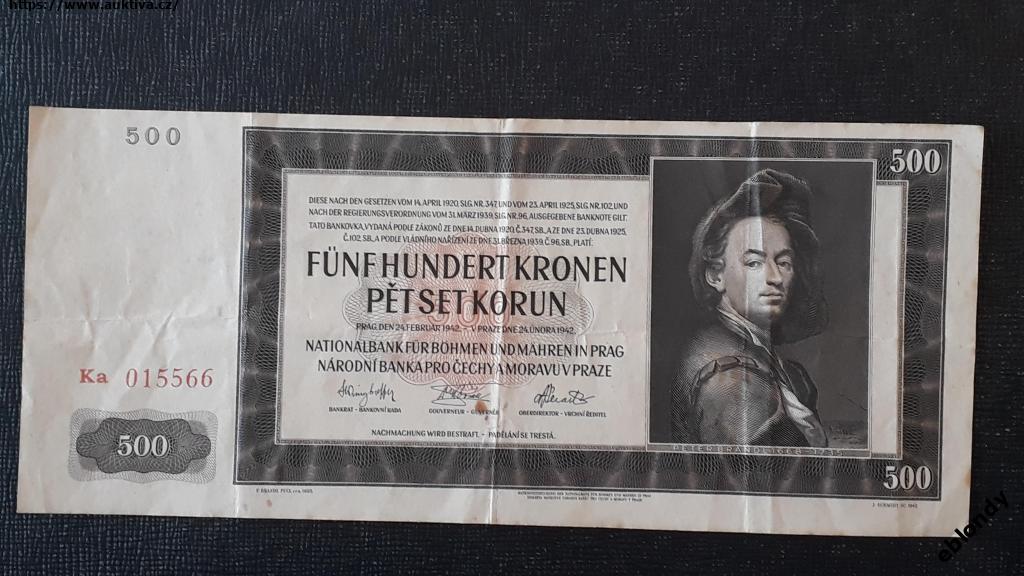 https://www.auktiva.cz/
500
500
DIESE NACH DEN GESETZEN VOM 14. APRIL 1920, SLG. NR. 347 UND VOM 23. APRIL 1925, SLG. NR. 102, UND
NACH DER REGIERUNGSVERORDNUNG VOM 31. MÄRZ 1939, SLG. NR. 96, AUSGEGEBENE BANKNOTE GILT.
TATO BANKOVKA, VYDANÁ PODLE ZÁKONŮ ZE DNE 14. DUBNA 1920, Č. 347 SB., A ZE DNE 23. DUBNA 1925,
Č. 102 SB., A PODLE VLÁDNÍHO NAŘÍZENÍ ZE DNE 31. BŘEZNA 1939, Č. 96 SB., PLATÍ:
FÜNFHUNDERT KRONEN
PĚT SET KORUN
PRAG, DEN 24. FEBRUAR 1942. – V PRAZE DNE 24. ÚNORA 1942.
NATIONALBANK FÜR BÖHMEN UND MÄHREN IN PRAG
NÁRODNÍ BANKA PRO ČECHY A MORAVU V PRAZE
Ka 015566
BANKRAT – BANKOVNÍ RADA GOUVERNEUR – GUVERNÉR OBERDIREKTOR – VRCHNÍ ŘEDITEL
NACHMACHUNG WIRD BESTRAFT. – PADĚLÁNÍ SE TRESTÁ.
PETER BRANDL 1668–1735
500
500
eblondy